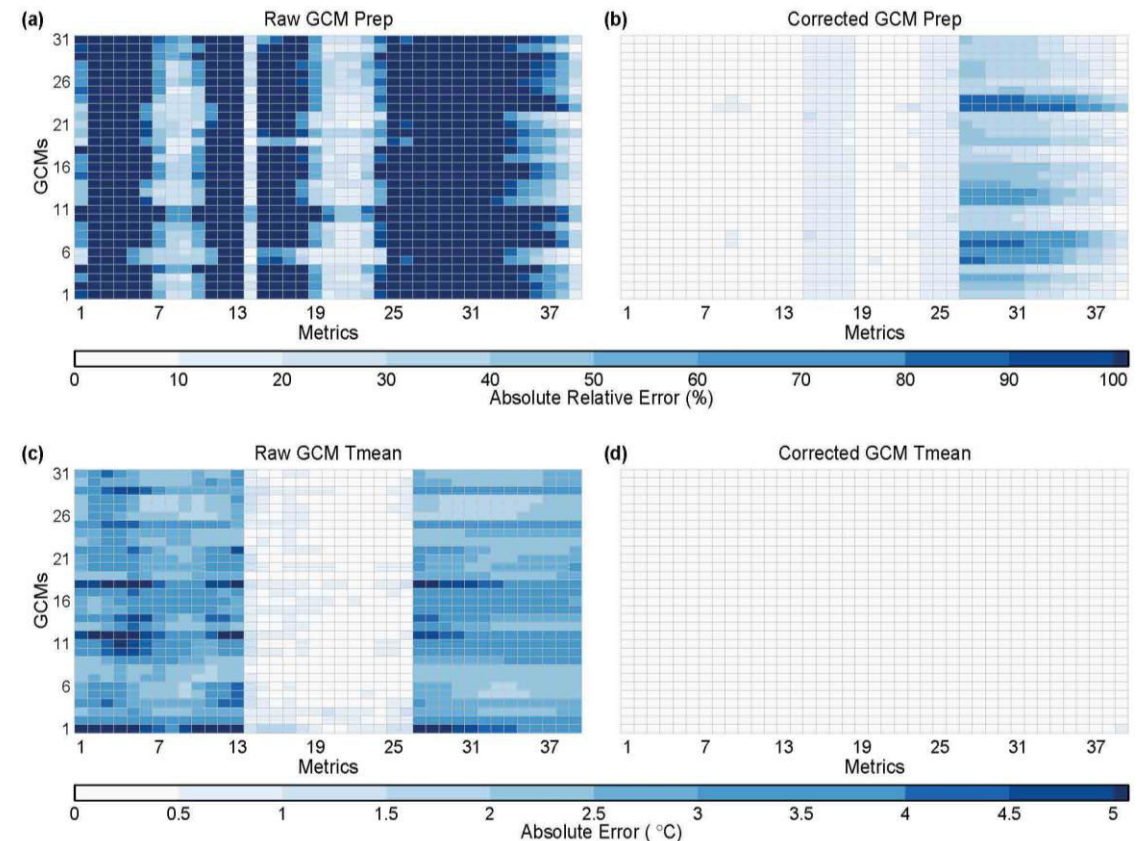 (a) Raw GCM Prep (b) Corrected GCM Prep
31
26
21
16
11
6
1
GCMs
1 7 13 19 25 31 37 1 7 13 19 25 31 37
Metrics Metrics
0 10 20 30 40 50 60 70 80 90 100
Absolute Relative Error (%)
(c) Raw GCM Tmean (d) Corrected GCM Tmean
31
26
21
16
11
6
1
GCMs
1 7 13 19 25 31 37 1 7 13 19 25 31 37
Metrics Metrics
0 0.5 1 1.5 2 2.5 3 3.5 4 4.5 5
Absolute Error ( °C)